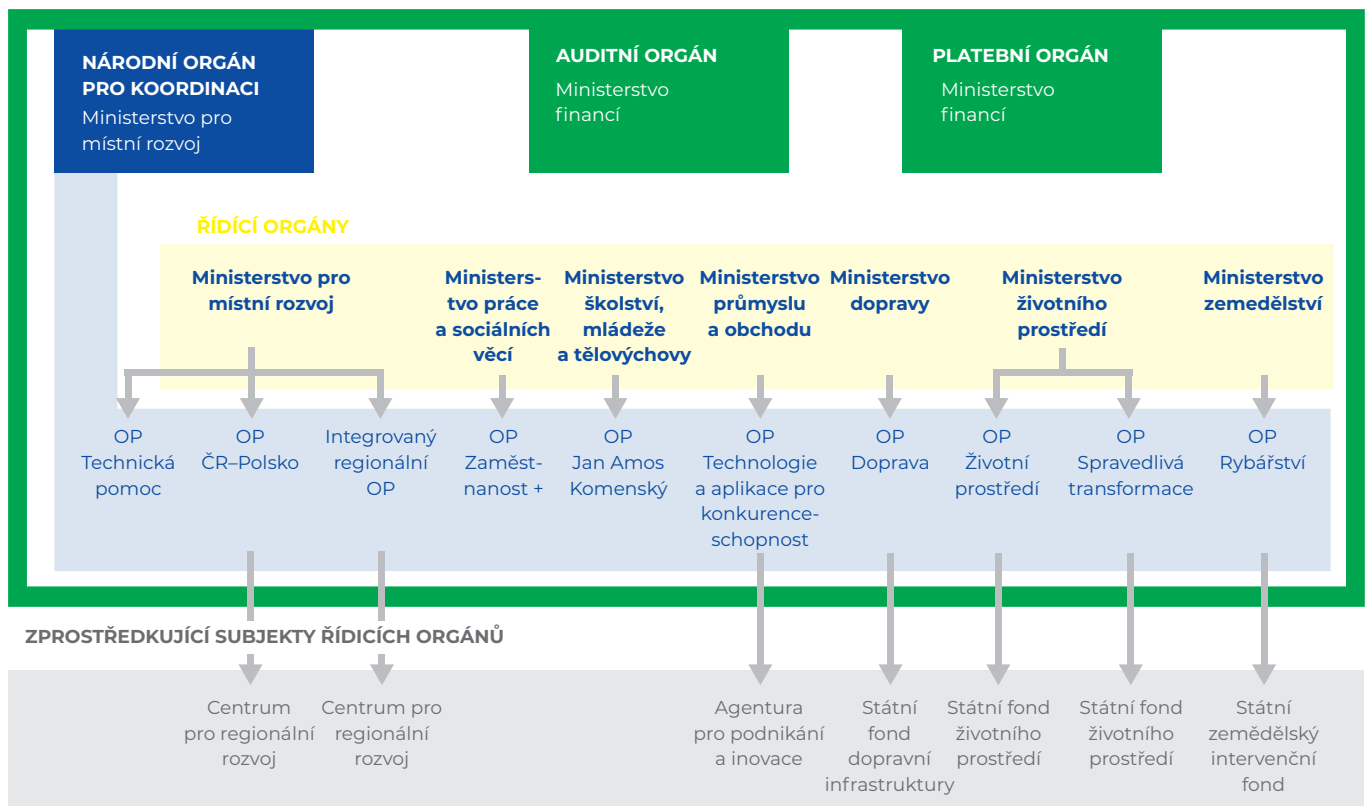 NÁRODNÍ ORGÁN
PRO KOORDINACI
Ministerstvo pro
místní rozvoj
AUDITNÍ ORGÁN
Ministerstvo
financí
PLATEBNÍ ORGÁN
Ministerstvo
financí
ŘÍDÍCÍ ORGÁNY
Ministerstvo pro
místní rozvoj
Ministers-
tvo práce
a sociálních
věcí
Ministerstvo
školství,
mládeže
a tělovýchovy
Ministerstvo
průmyslu
a obchodu
Ministerstvo
dopravy
Ministerstvo
životního
prostředí
Ministerstvo
zemedělství
OP
Technická
pomoc
OP
ČR–Polsko
Integrovaný
regionální
OP
OP
Zaměst-
nanost +
OP
Jan Amos
Komenský
OP
Technologie
a aplikace pro
konkurence-
schopnost
OP
Doprava
OP
Životní
prostředí
OP
Spravedlivá
transformace
OP
Rybářství
ZPROSTŘEDKUJÍCÍ SUBJEKTY ŘÍDICÍCH ORGÁNŮ
Centrum
pro regionální
rozvoj
Centrum pro
regionální
rozvoj
Agentura
pro podnikání
a inovace
Státní
fond
dopravní
infrastruktury
Státní fond
životního
prostředí
Státní fond
životního
prostředí
Státní
zemědělský
intervenční
fond